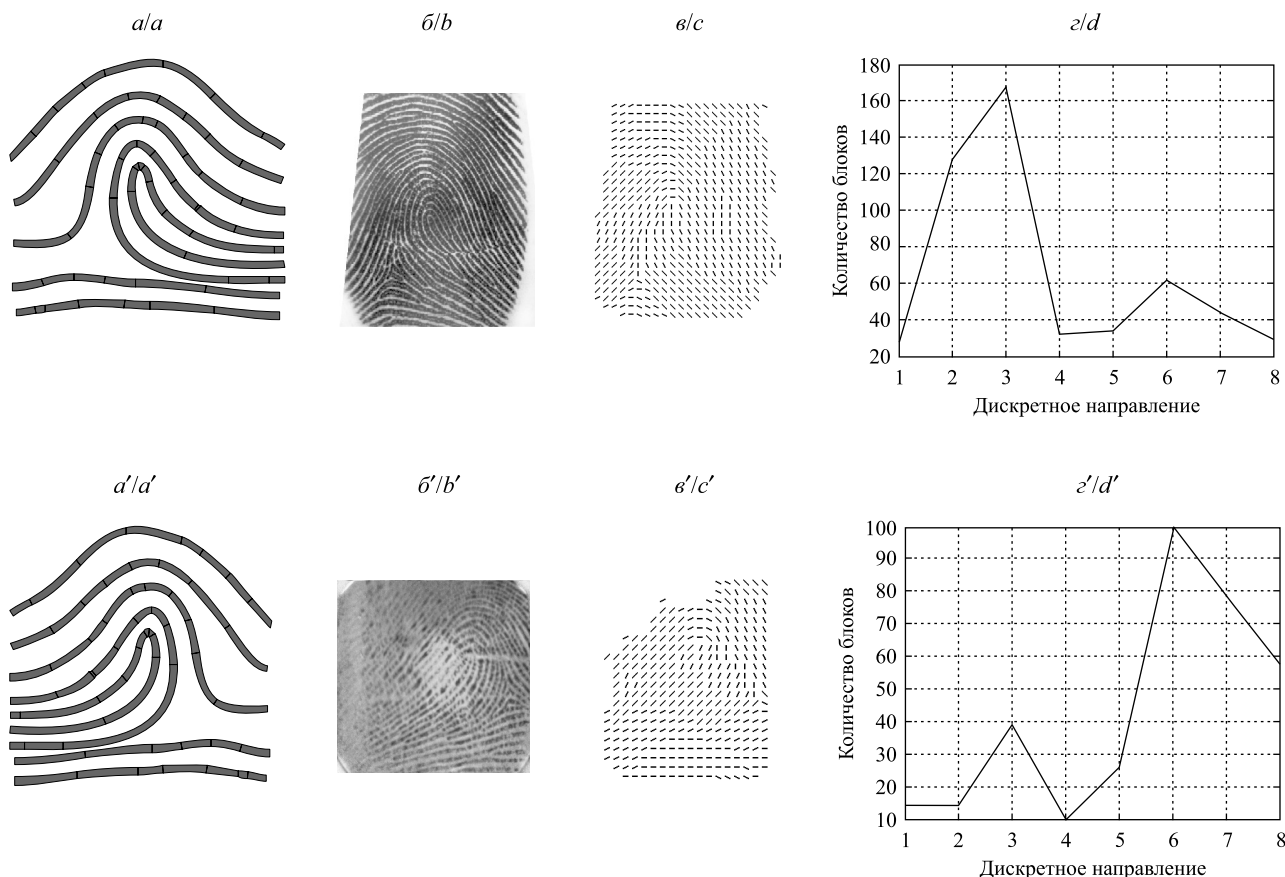 а/a
б/b
в/c
г/d
180
160
140
120
100
80
60
40
20
Количество блоков
1 2 3 4 5 6 7 8
Дискретное направление
а′/a′
б′/b′
в′/c′
г′/d′
100
90
80
70
60
50
40
30
20
10
Количество блоков
1 2 3 4 5 6 7 8
Дискретное направление